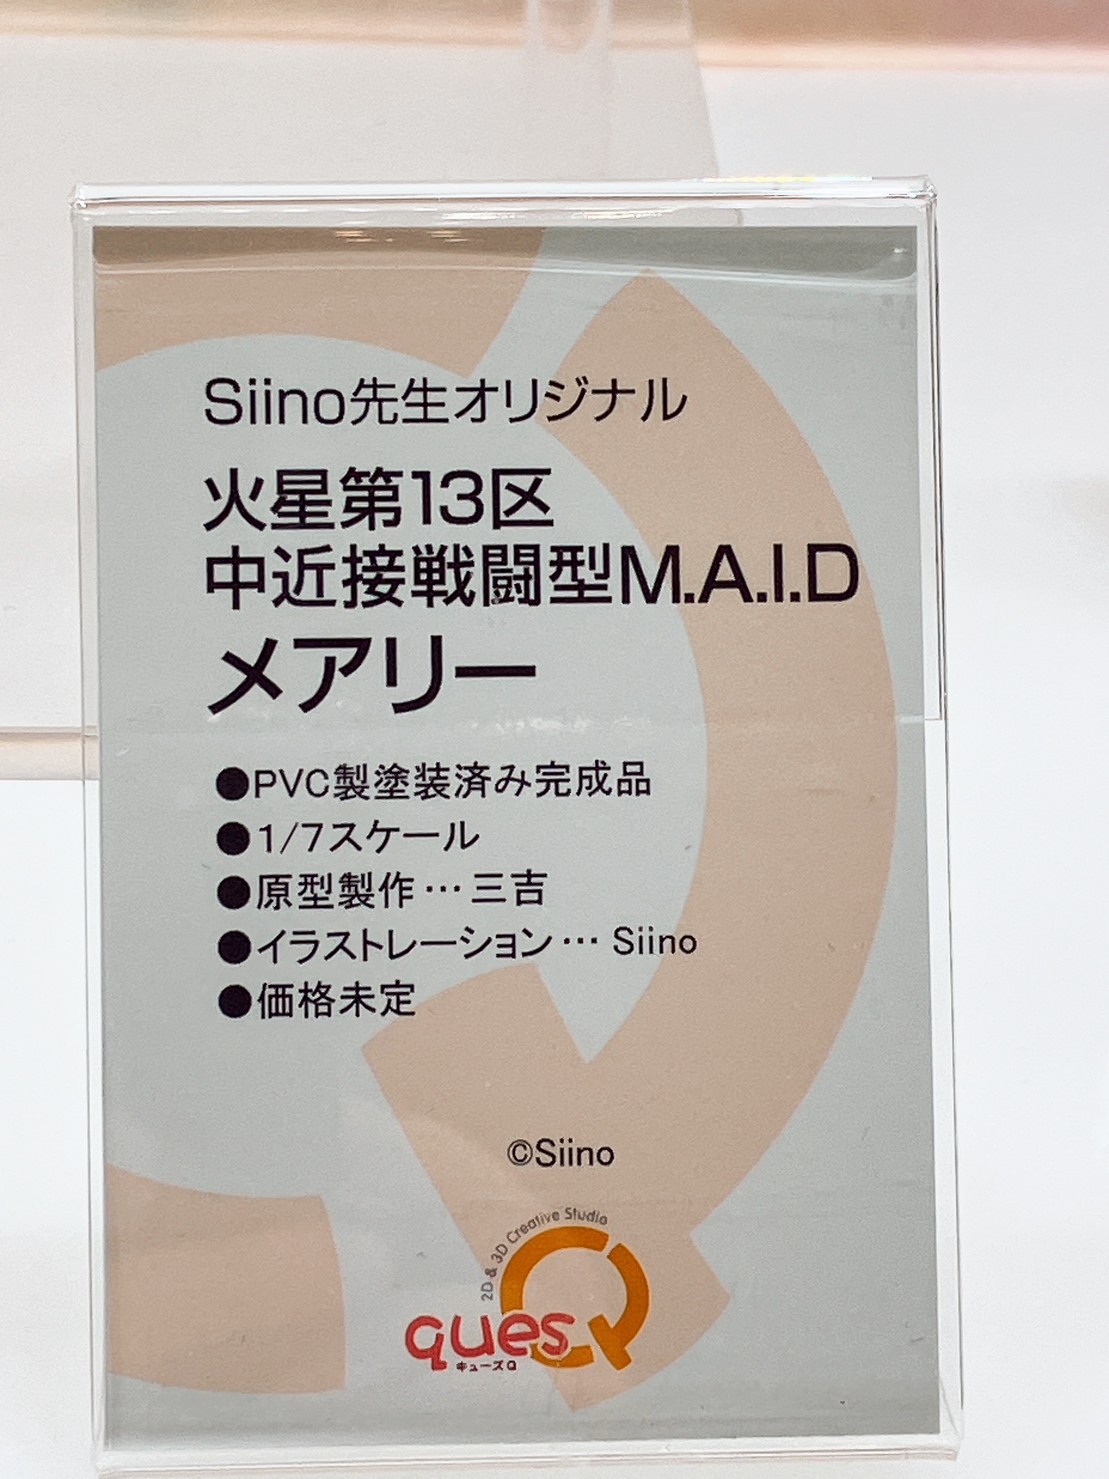 Siino先生オリジナル
火星第13区
中近接戦闘型M.A.I.D
メアリー
●PVC製塗装済み完成品
●1/7スケール
●原型製作…三吉
●イラストレーション… Siino
●価格未定
©Siino
2D & 3D Creative Studio
quesQ
キューズQ